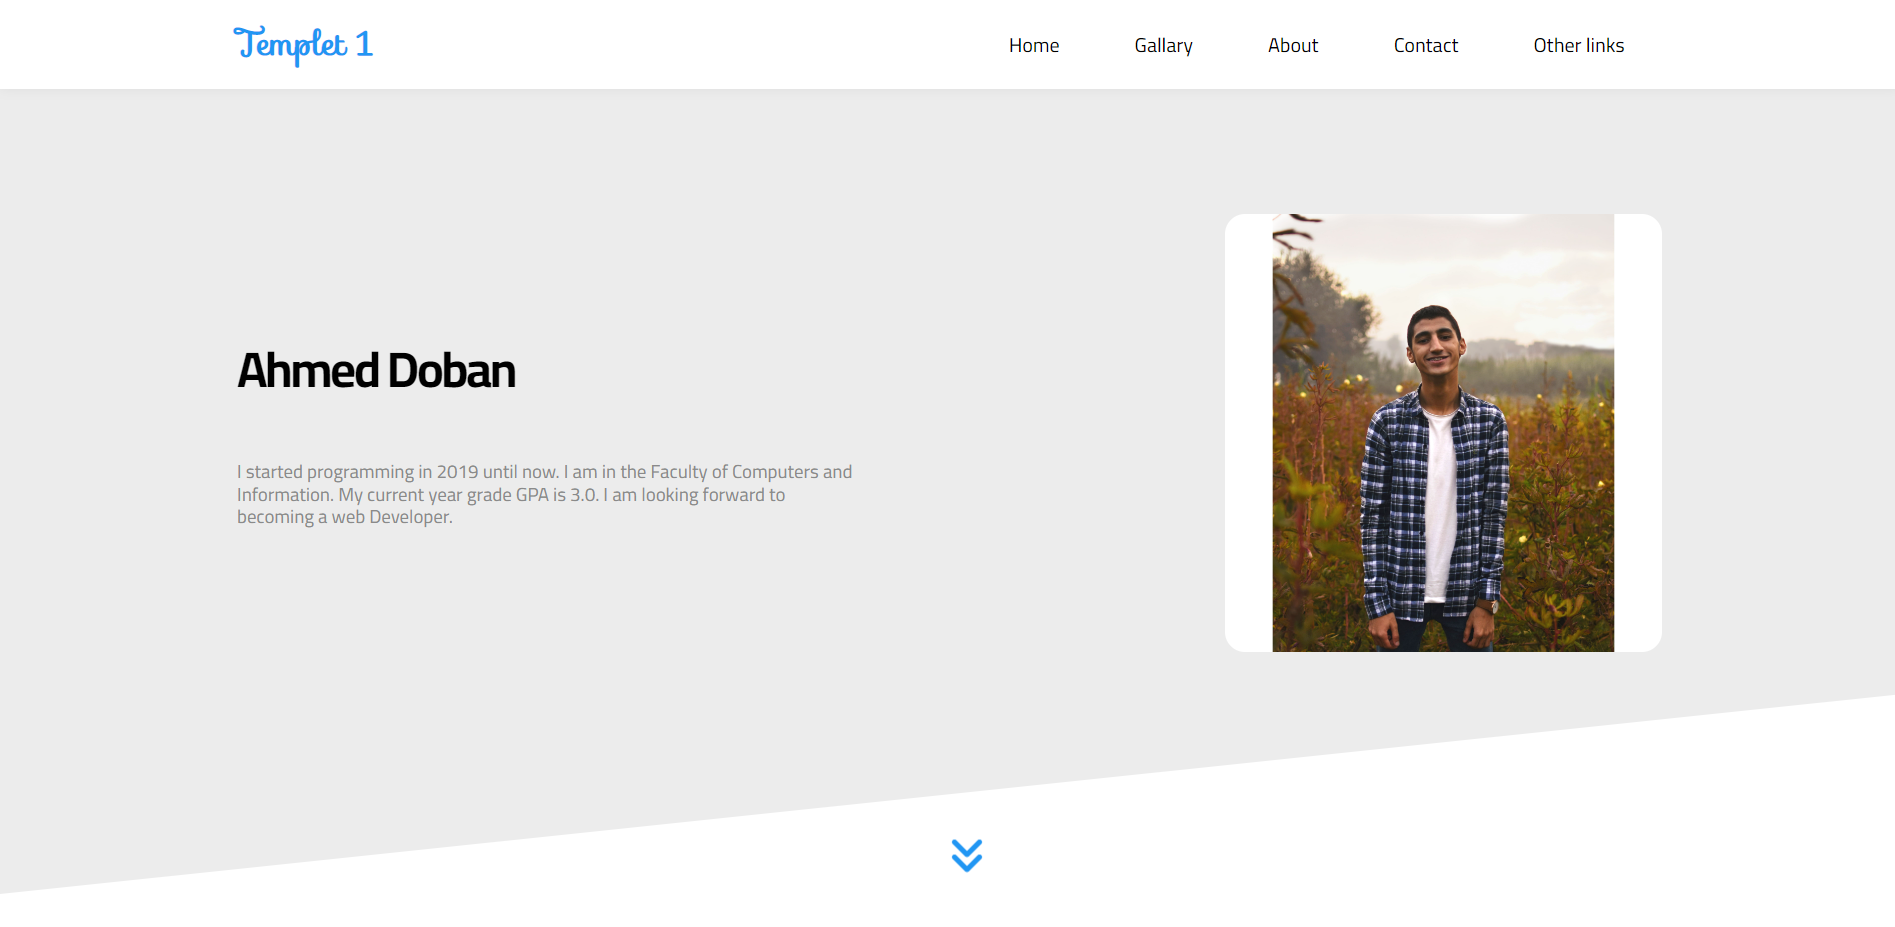 Templet 1
Home Gallary About Contact Other links
Ahmed Doban
I started programming in 2019 until now. I am in the Faculty of Computers and
Information. My current year grade GPA is 3.0. I am looking forward to
becoming a web Developer.